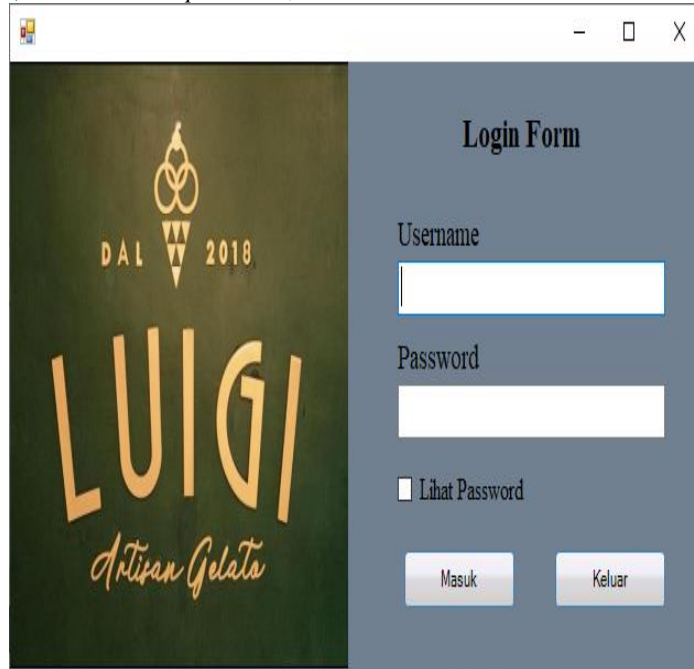 DAL 2018
LUIGI
Artisan Gelato
Login Form
Username
Password
Lihat Password
Masuk
Keluar